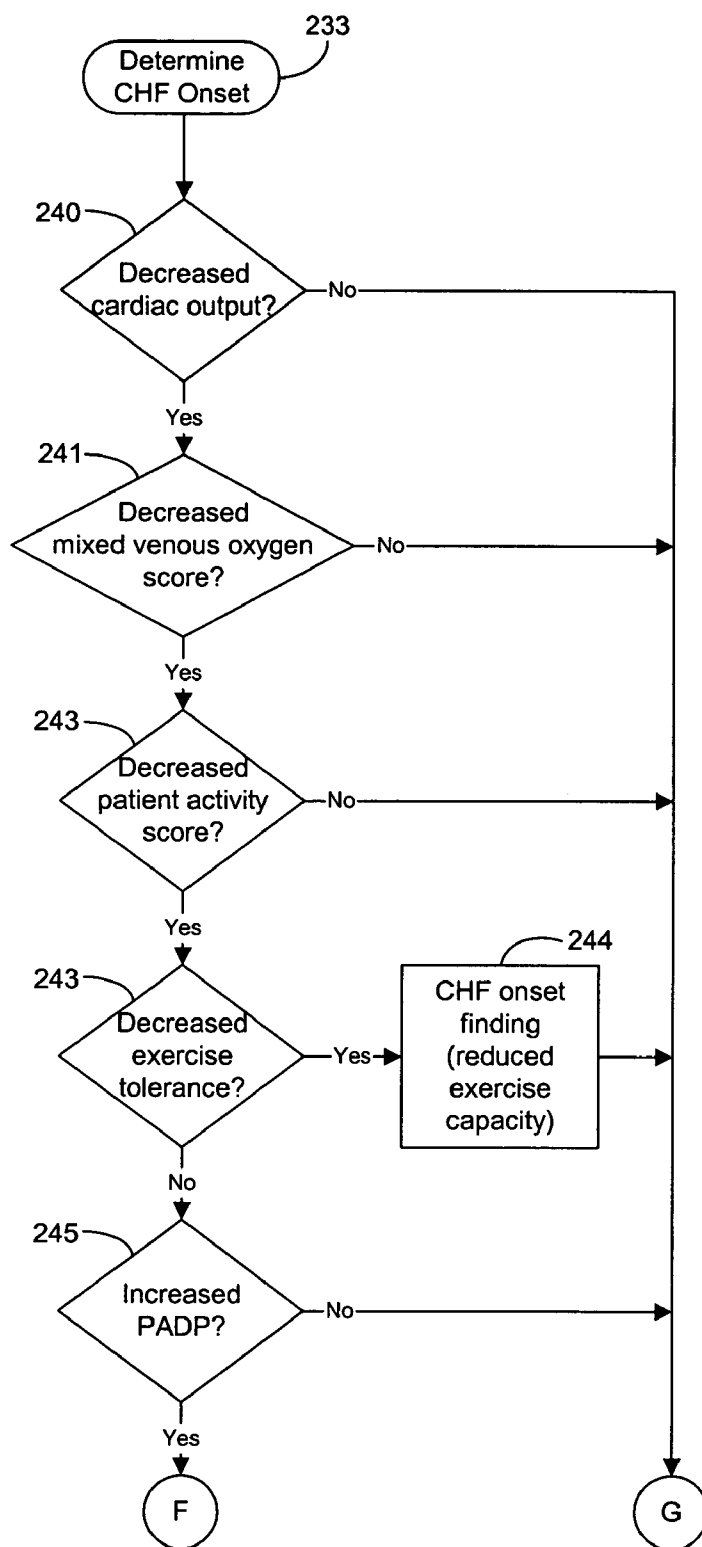 233
Determine
CHF Onset
240
Decreased
cardiac output?
No
Yes
241
Decreased
mixed venous oxygen
score?
No
Yes
243
Decreased
patient activity
score?
No
Yes
243
Decreased
exercise
tolerance?
Yes
244
CHF onset
finding
(reduced
exercise
capacity)
No
245
Increased
PADP?
No
Yes
F
G